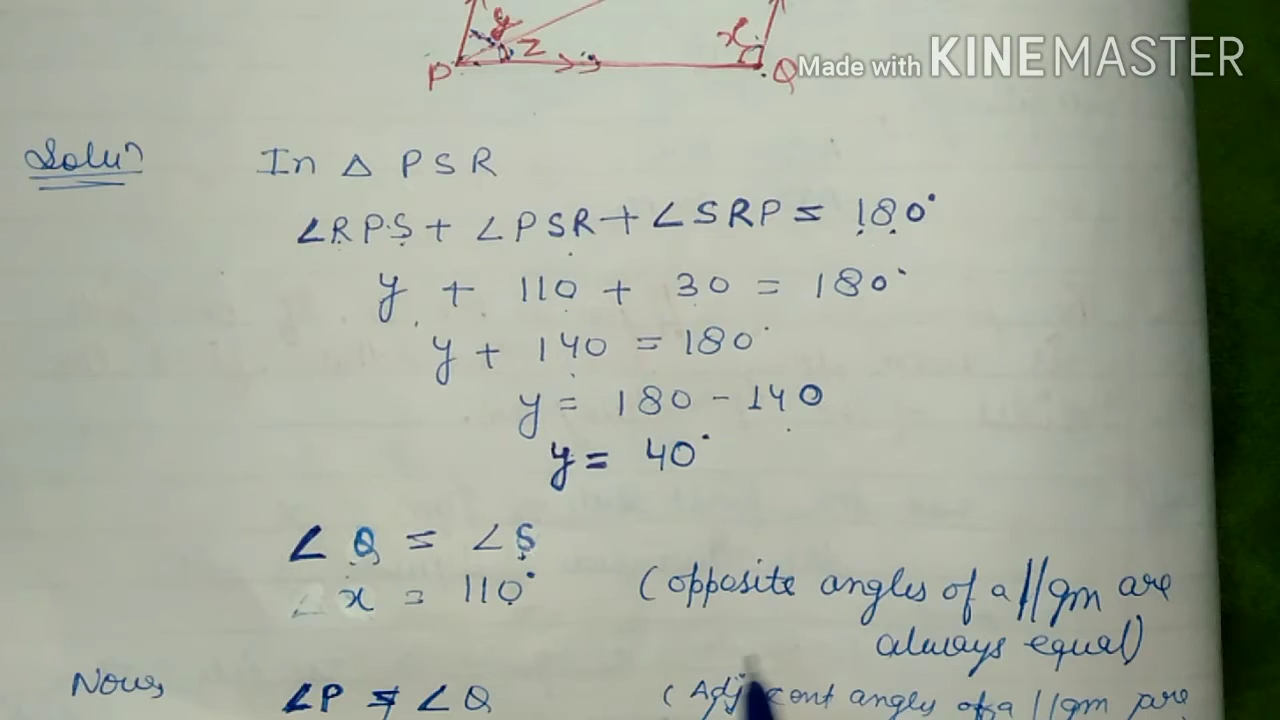 y
z
x
P
y
Q
Made with KINEMASTER
Solun In △ PSR
∠RPS + ∠PSR + ∠SRP = 180°
y + 110 + 30 = 180°
y + 140 = 180°
y = 180 - 140
y = 40°
∠Q = ∠S
∠x = 110° (opposite angles of a //gm are
always equal)
Now, ∠P ∠Q (Adjacent angles of a //gm are